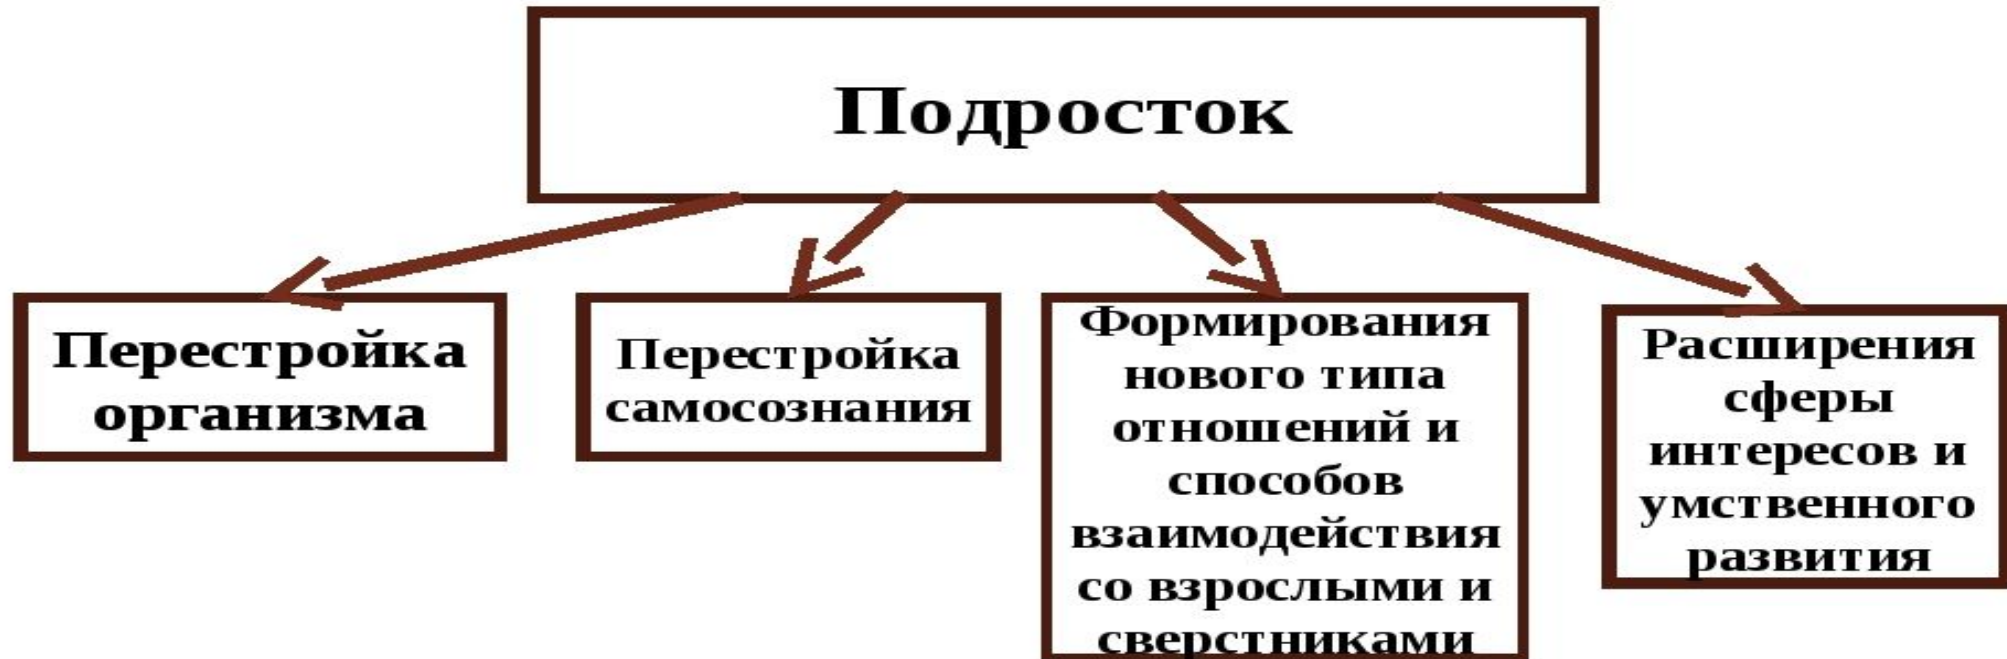 Подросток
Перестройка
организма
Перестройка
самосознания
Формирования
нового типа
отношений и
способов
взаимодействия
со взрослыми и
сверстниками
Расширения
сферы
интересов и
умственного
развития